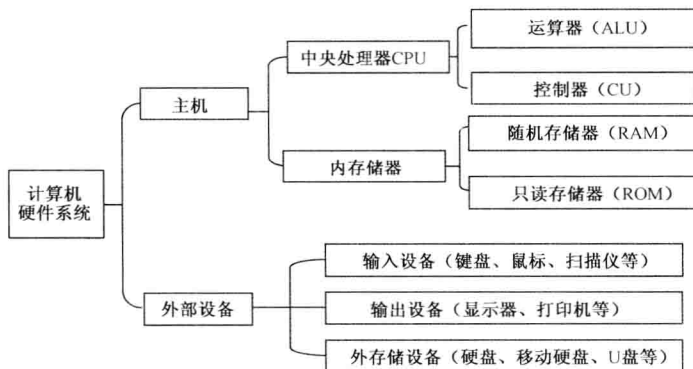 运算器（ALU）
中央处理器CPU
控制器（CU）
主机
随机存储器（RAM）
内存储器
只读存储器（ROM）
计算机
硬件系统
输入设备（键盘、鼠标、扫描仪等）
外部设备
输出设备（显示器、打印机等）
外存储设备（硬盘、移动硬盘、U盘等）